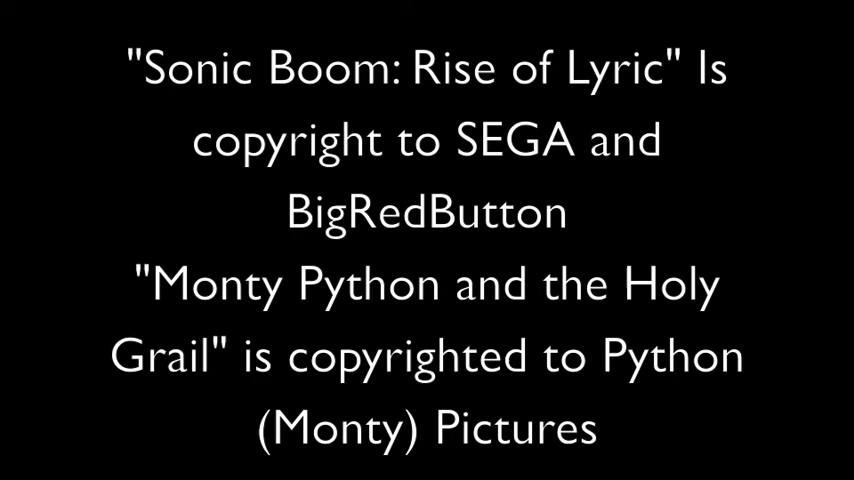 "Sonic Boom: Rise of Lyric" Is
copyright to SEGA and
BigRedButton
"Monty Python and the Holy
Grail" is copyrighted to Python
(Monty) Pictures